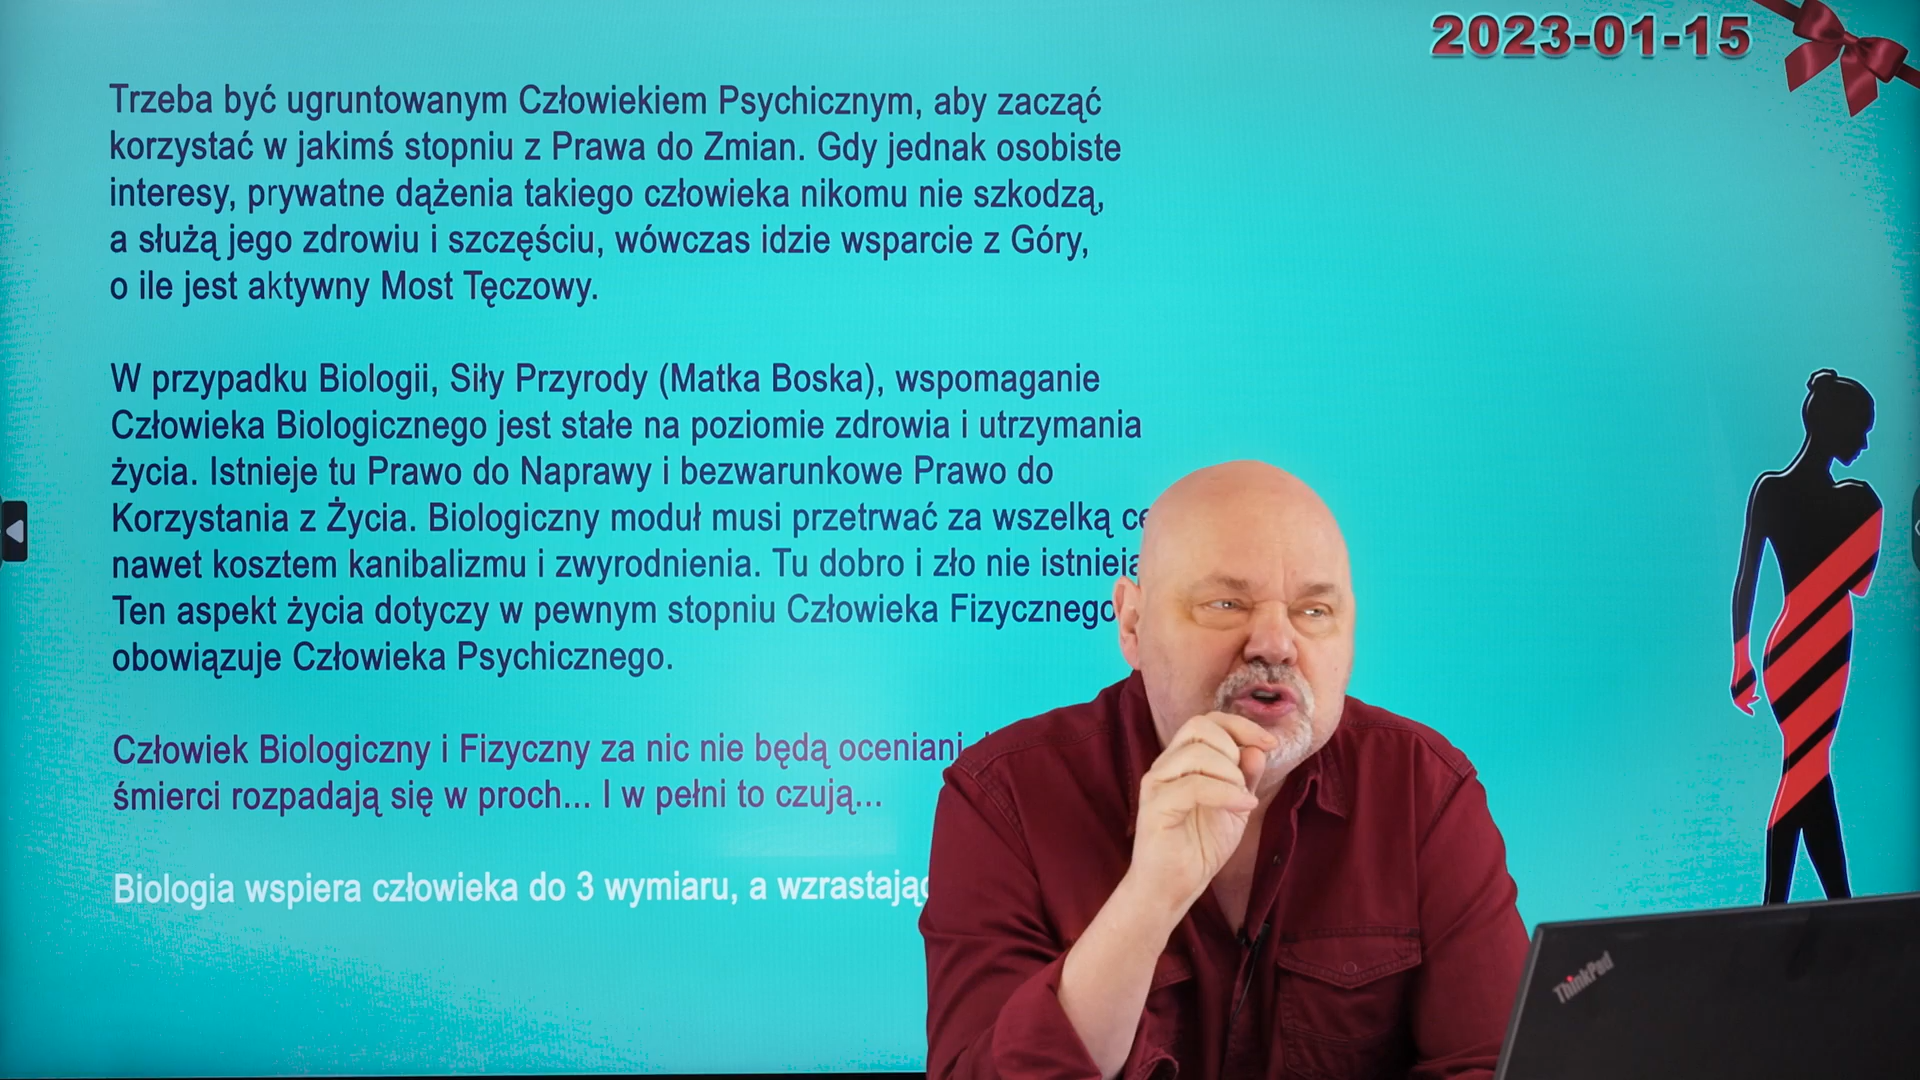 2023-01-15
Trzeba być ugruntowanym Człowiekiem Psychicznym, aby zacząć
korzystać w jakimś stopniu z Prawa do Zmian. Gdy jednak osobiste
interesy, prywatne dążenia takiego człowieka nikomu nie szkodzą,
a służą jego zdrowiu i szczęściu, wówczas idzie wsparcie z Góry,
o ile jest aktywny Most Tęczowy.
W przypadku Biologii, Siły Przyrody (Matka Boska), wspomaganie
Człowieka Biologicznego jest stałe na poziomie zdrowia i utrzymania
życia. Istnieje tu Prawo do Naprawy i bezwarunkowe Prawo do
Korzystania z Życia. Biologiczny moduł musi przetrwać za wszelką
nawet kosztem kanibalizmu i zwyrodnienia. Tu dobro i zło nie
Ten aspekt życia dotyczy w pewnym stopniu Człowieka Fizycznego
obowiązuje Człowieka Psychicznego.
Człowiek Biologiczny i Fizyczny za nic nie będą oceniani
śmierci rozpadają się w proch... I w pełni to czują...
Biologia wspiera człowieka do 3 wymiaru, a
ThinkPad